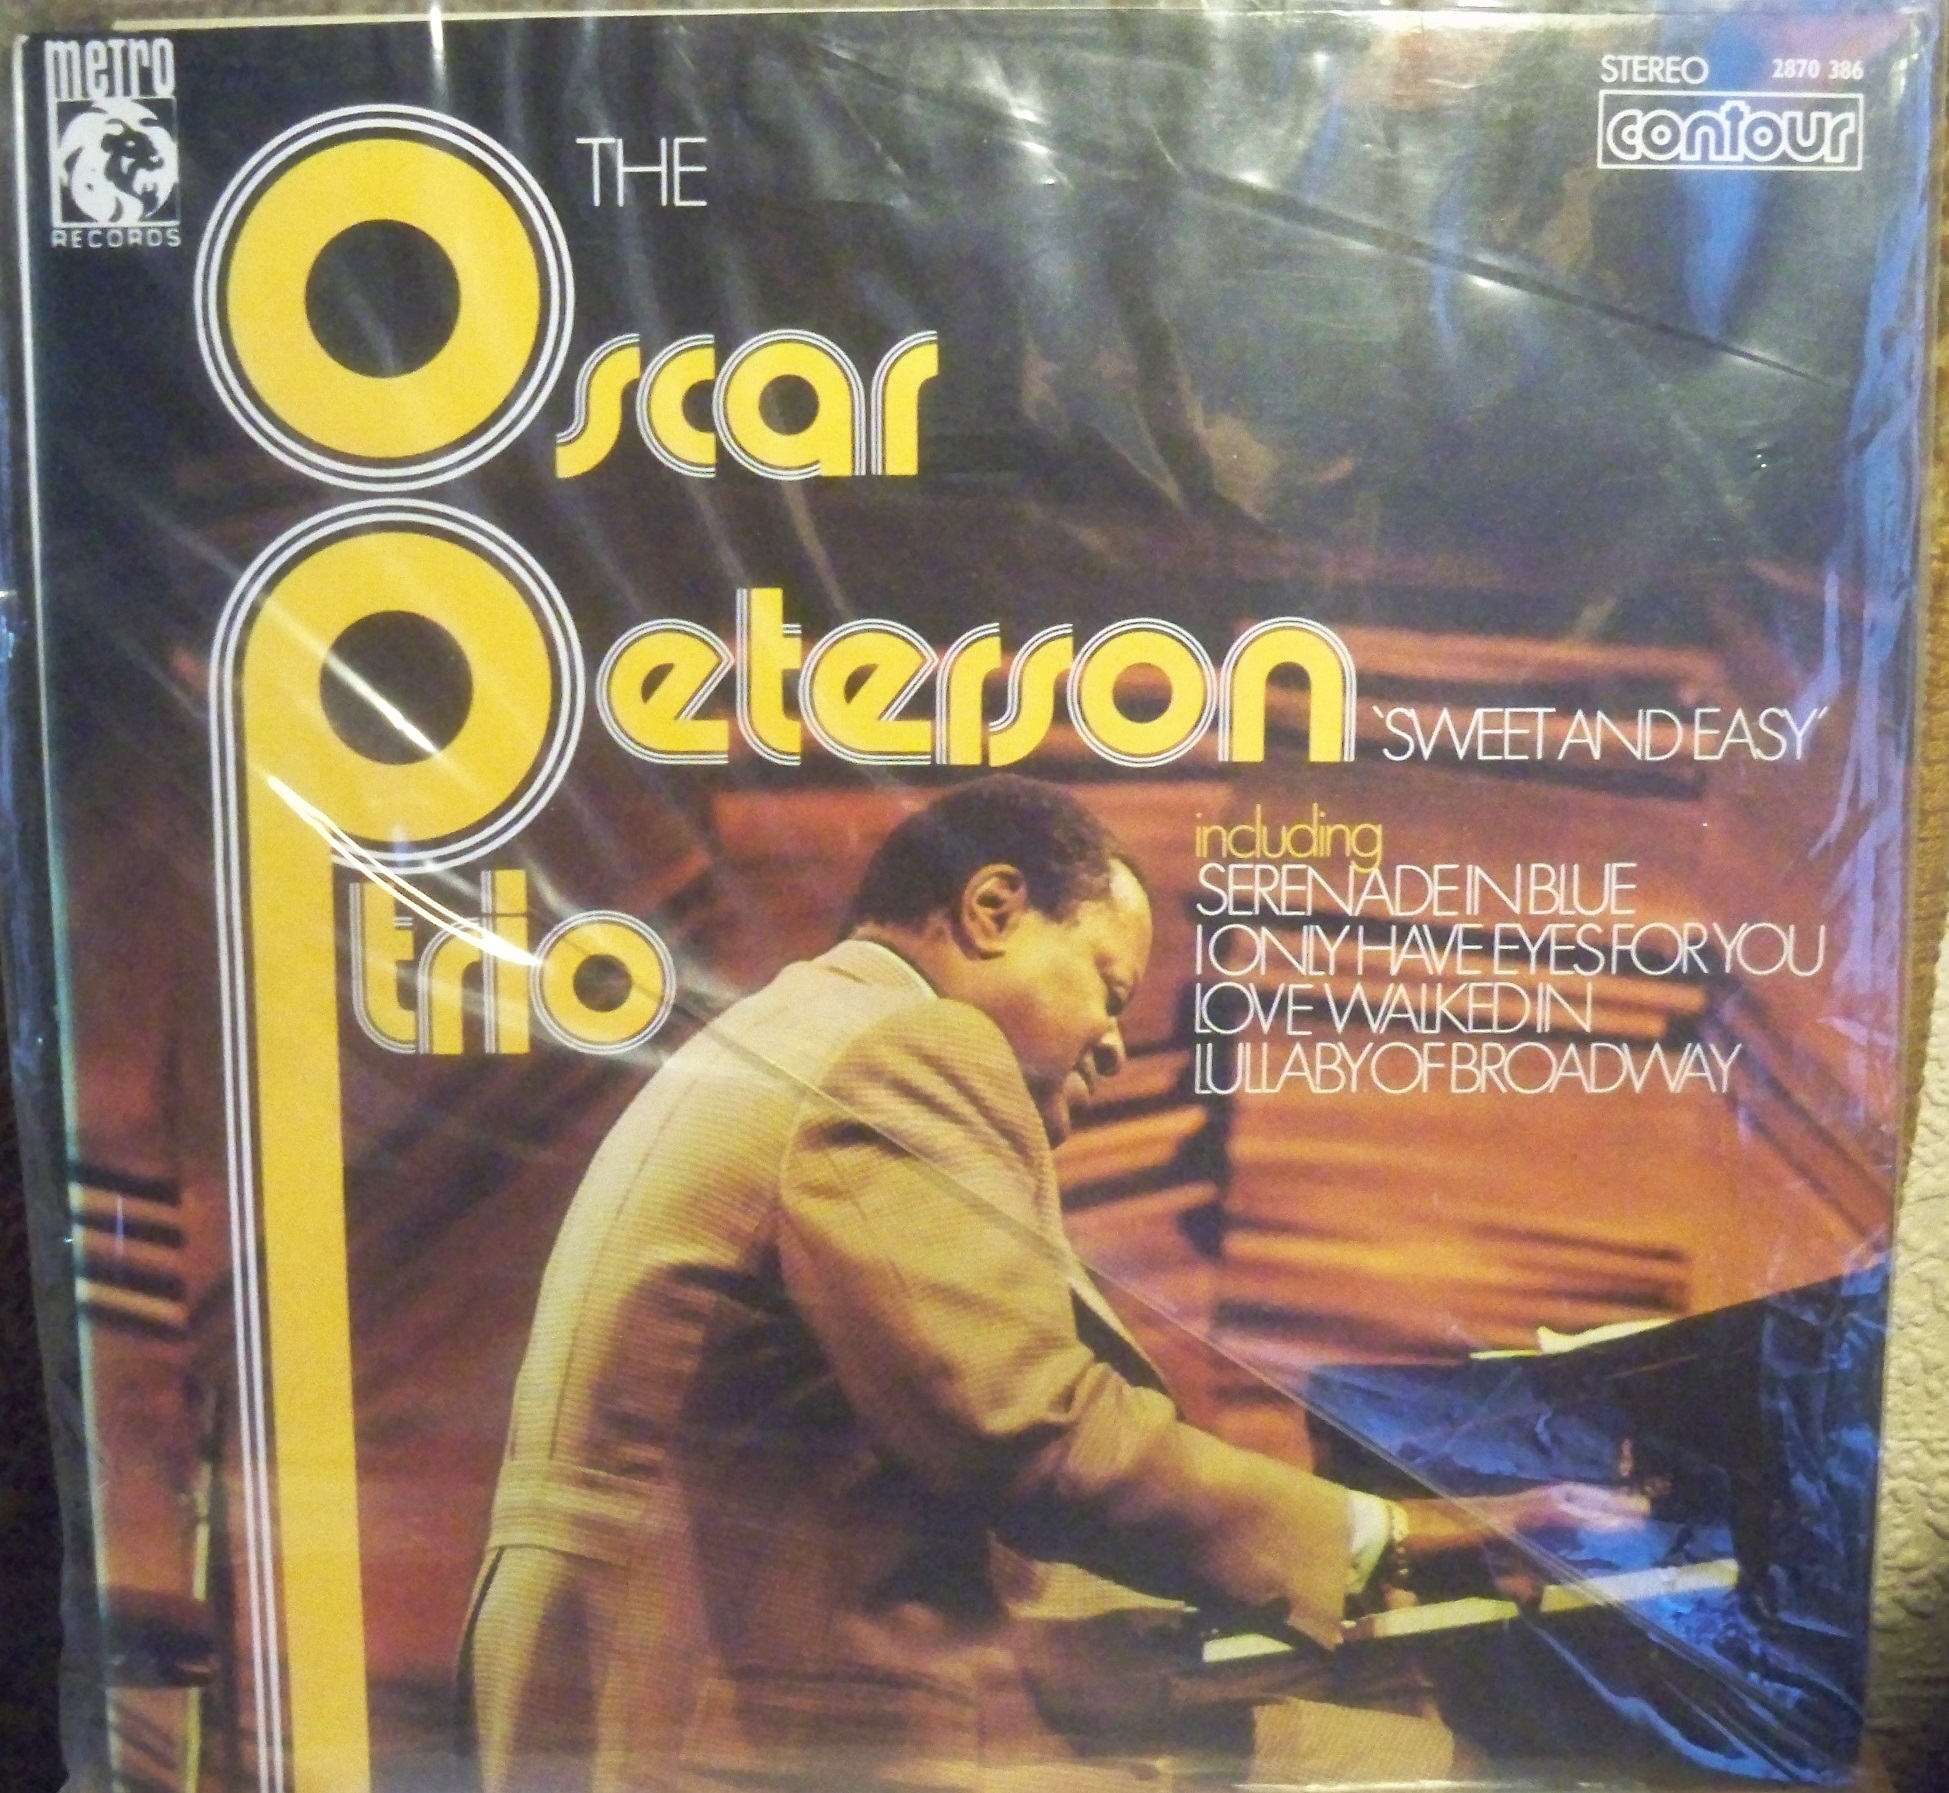 metro
RECORDS
STEREO 2870 386
contour
THE
Oscar
Peterson
trio
`SWEET AND EASY´
including
SERENADE IN BLUE
I ONLY HAVE EYES FOR YOU
LOVE WALKED IN
LULLABY OF BROADWAY